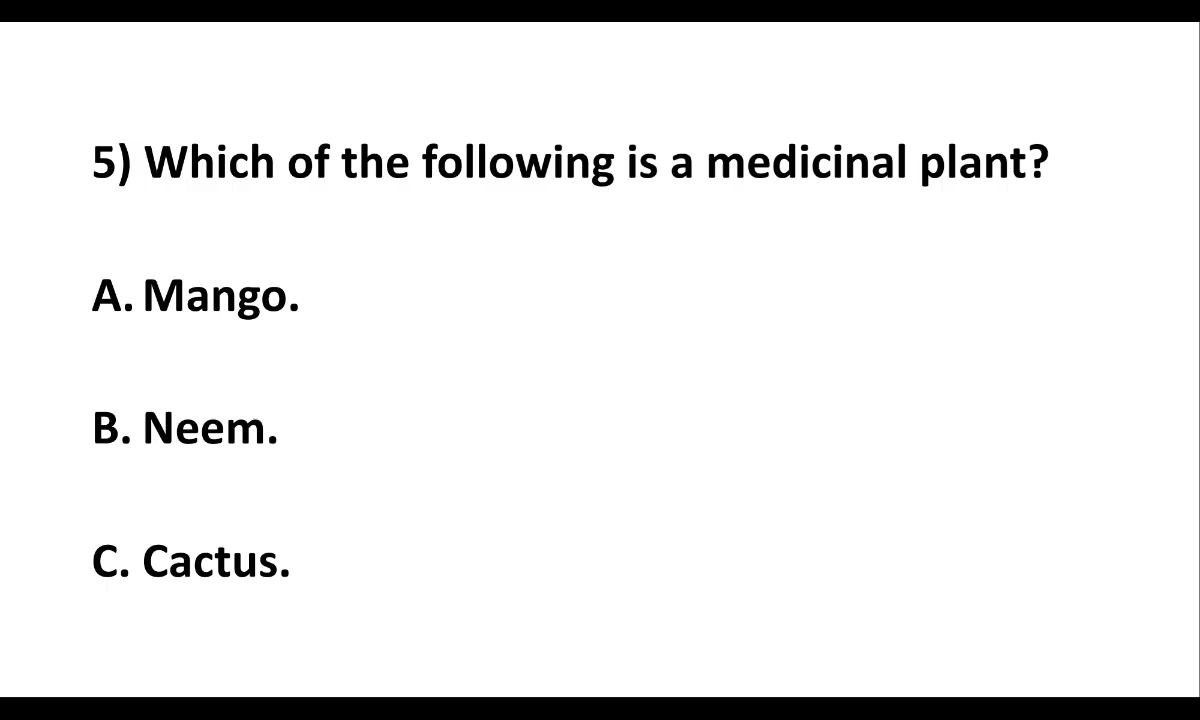 5) Which of the following is a medicinal plant?
A. Mango.
B. Neem.
C. Cactus.